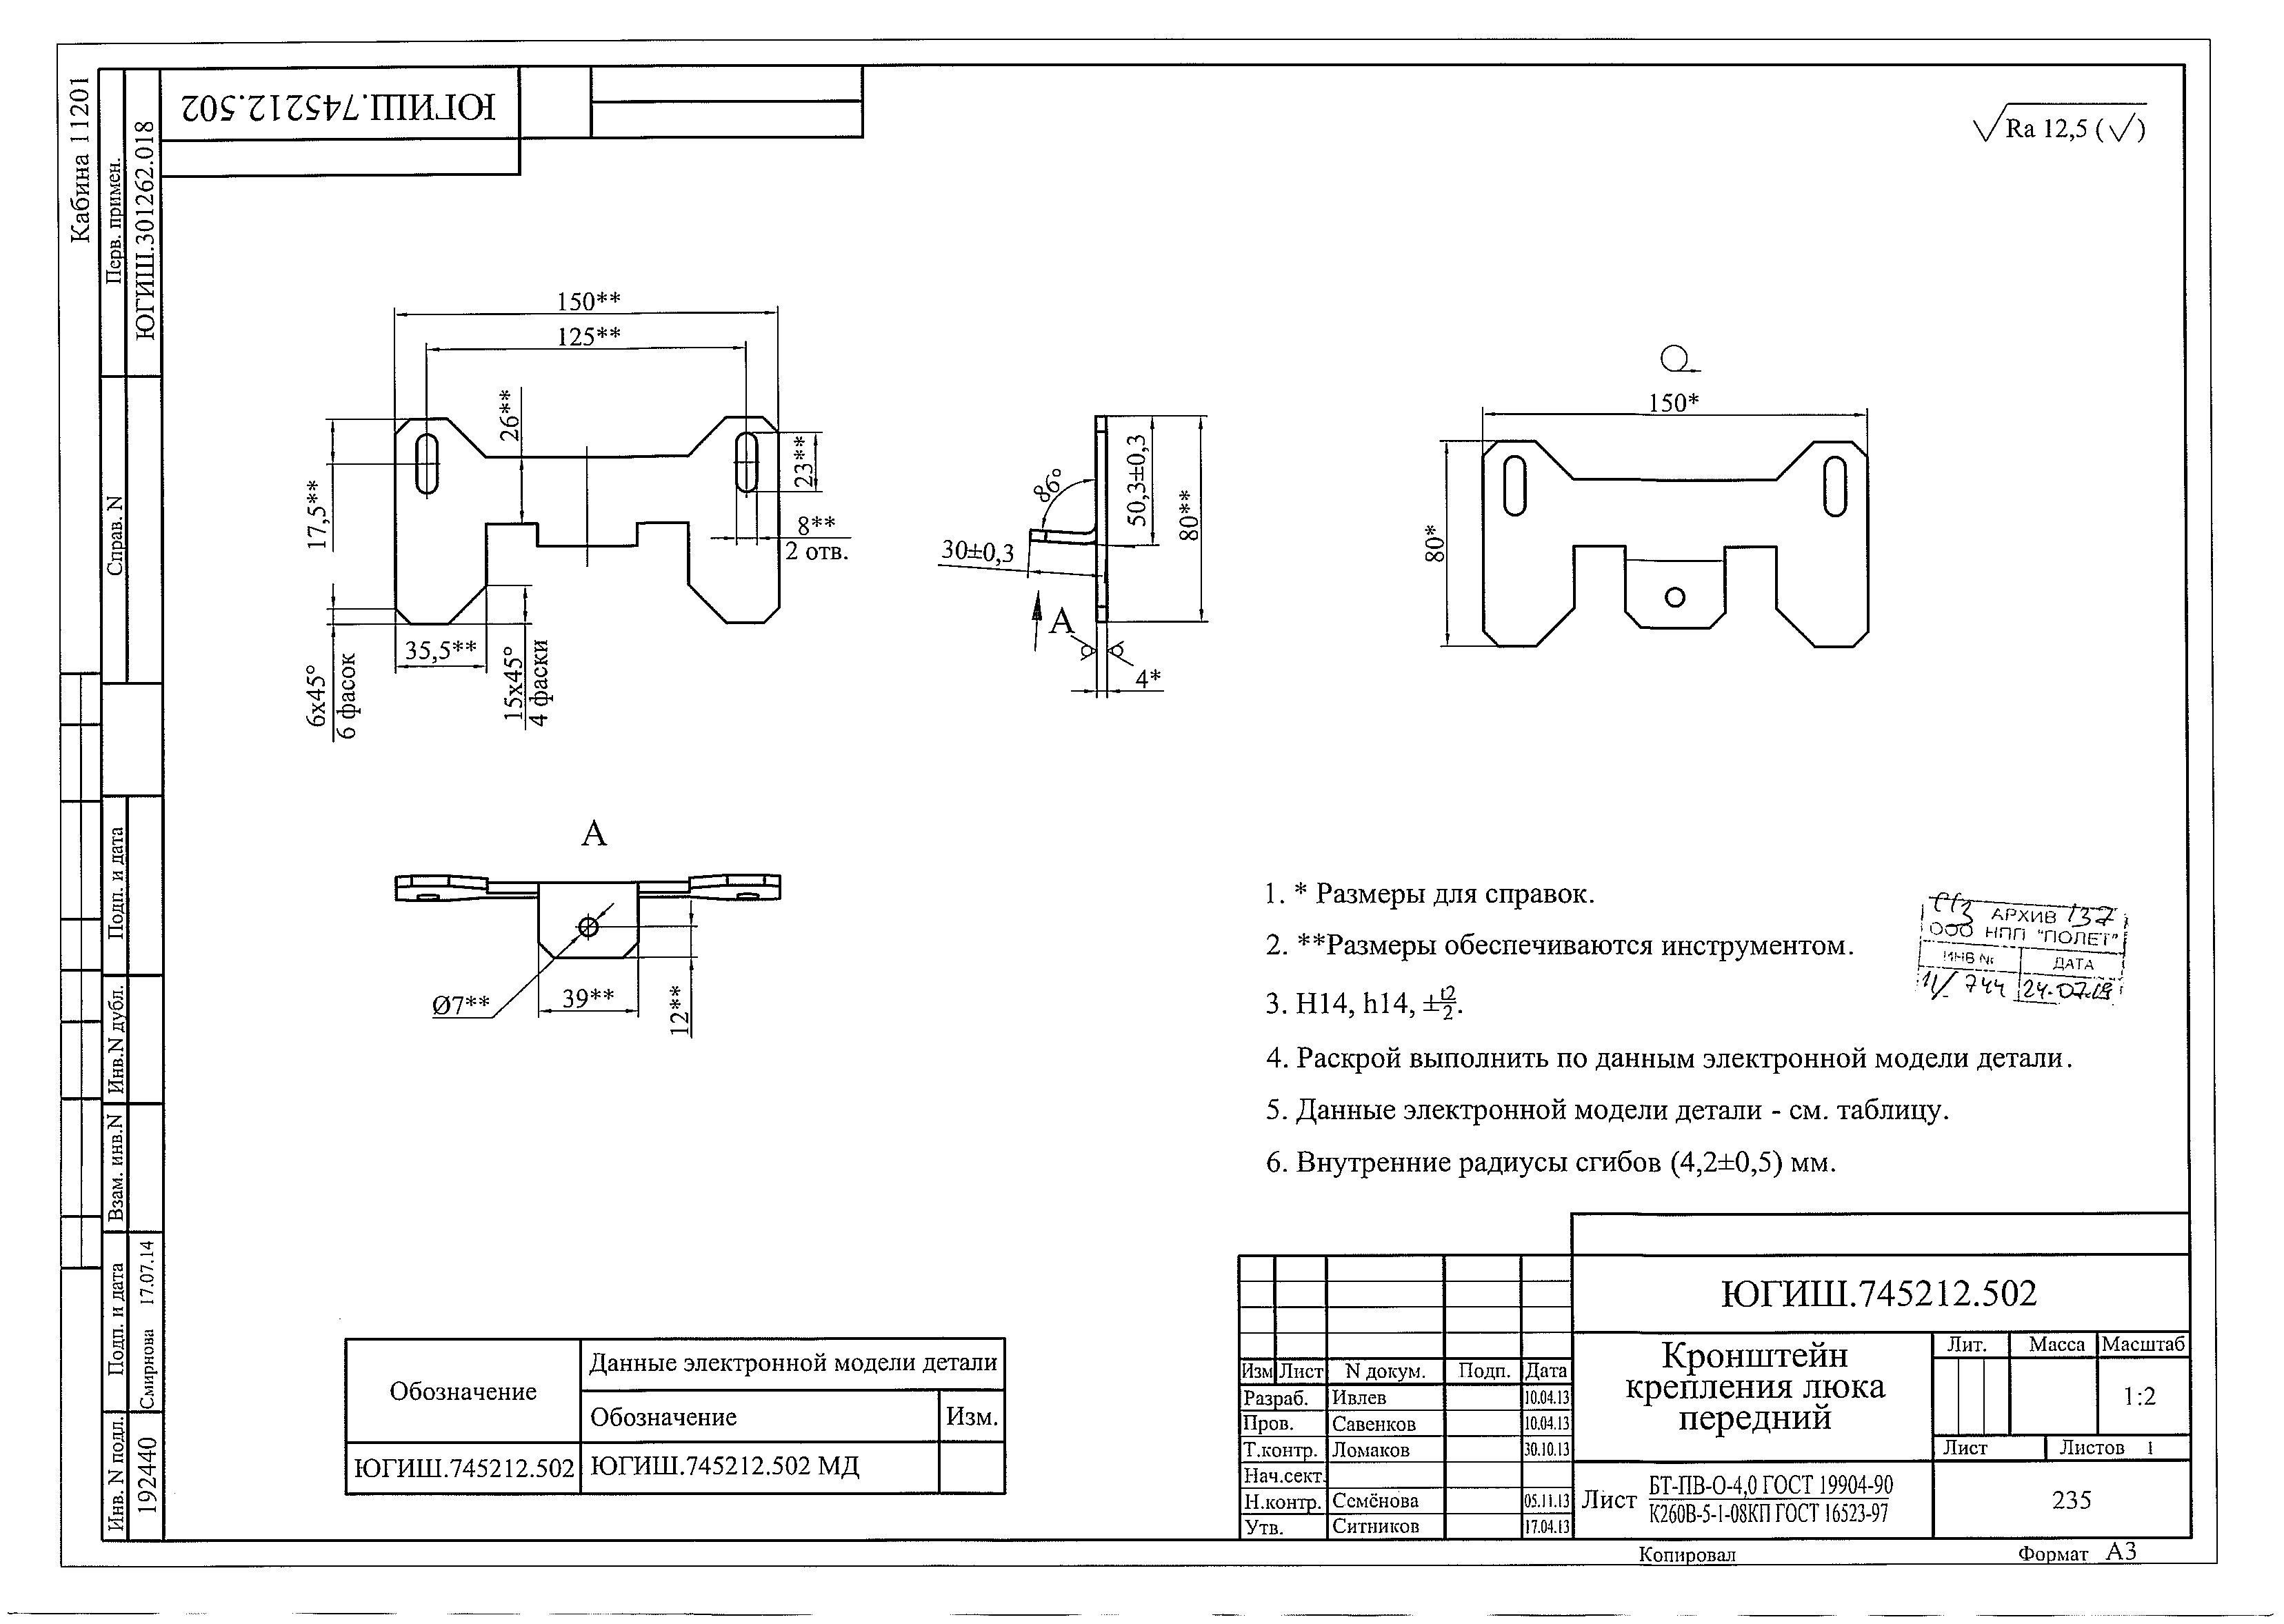 Кабина 11201
Перв. примен.
ЮГИШ.301262.018
Справ. N
Подп. и дата
Инв.N дубл.
Взам. инв.N
Подп. и дата
Смирнова 17.07.14
Инв. N подл.
192440
ЮГИШ.745212.502
Ra 12,5 ( )
150**
125**
26**
17,5**
23**
8**
2 отв.
35,5**
6x45°
6 фасок
15x45°
4 фаски
86°
50,3±0,3
80**
30±0,3
А
4*
150*
80*
А
Ø7**
39**
12**
1. * Размеры для справок.
2. **Размеры обеспечиваются инструментом.
3. H14, h14, ±t2/2.
4. Раскрой выполнить по данным электронной модели детали.
5. Данные электронной модели детали - см. таблицу.
6. Внутренние радиусы сгибов (4,2±0,5) мм.
АРХИВ 137
ООО НПП "ПОЛЕТ"
ИНВ № ДАТА
11/744 24.07.19
Обозначение
Данные электронной модели детали
Обозначение Изм.
ЮГИШ.745212.502 ЮГИШ.745212.502 МД
ЮГИШ.745212.502
Изм Лист N докум. Подп. Дата
Разраб. Ивлев 10.04.13
Пров. Савенков 10.04.13
Т.контр. Ломаков 30.10.13
Нач.сект.
Н.контр. Семёнова 05.11.13
Утв. Ситников 17.04.13
Кронштейн
крепления люка
передний
Лит. Масса Масштаб
1:2
Лист Листов 1
Лист БТ-ПВ-О-4,0 ГОСТ 19904-90
К260В-5-1-08КП ГОСТ 16523-97
235
Копировал Формат А3